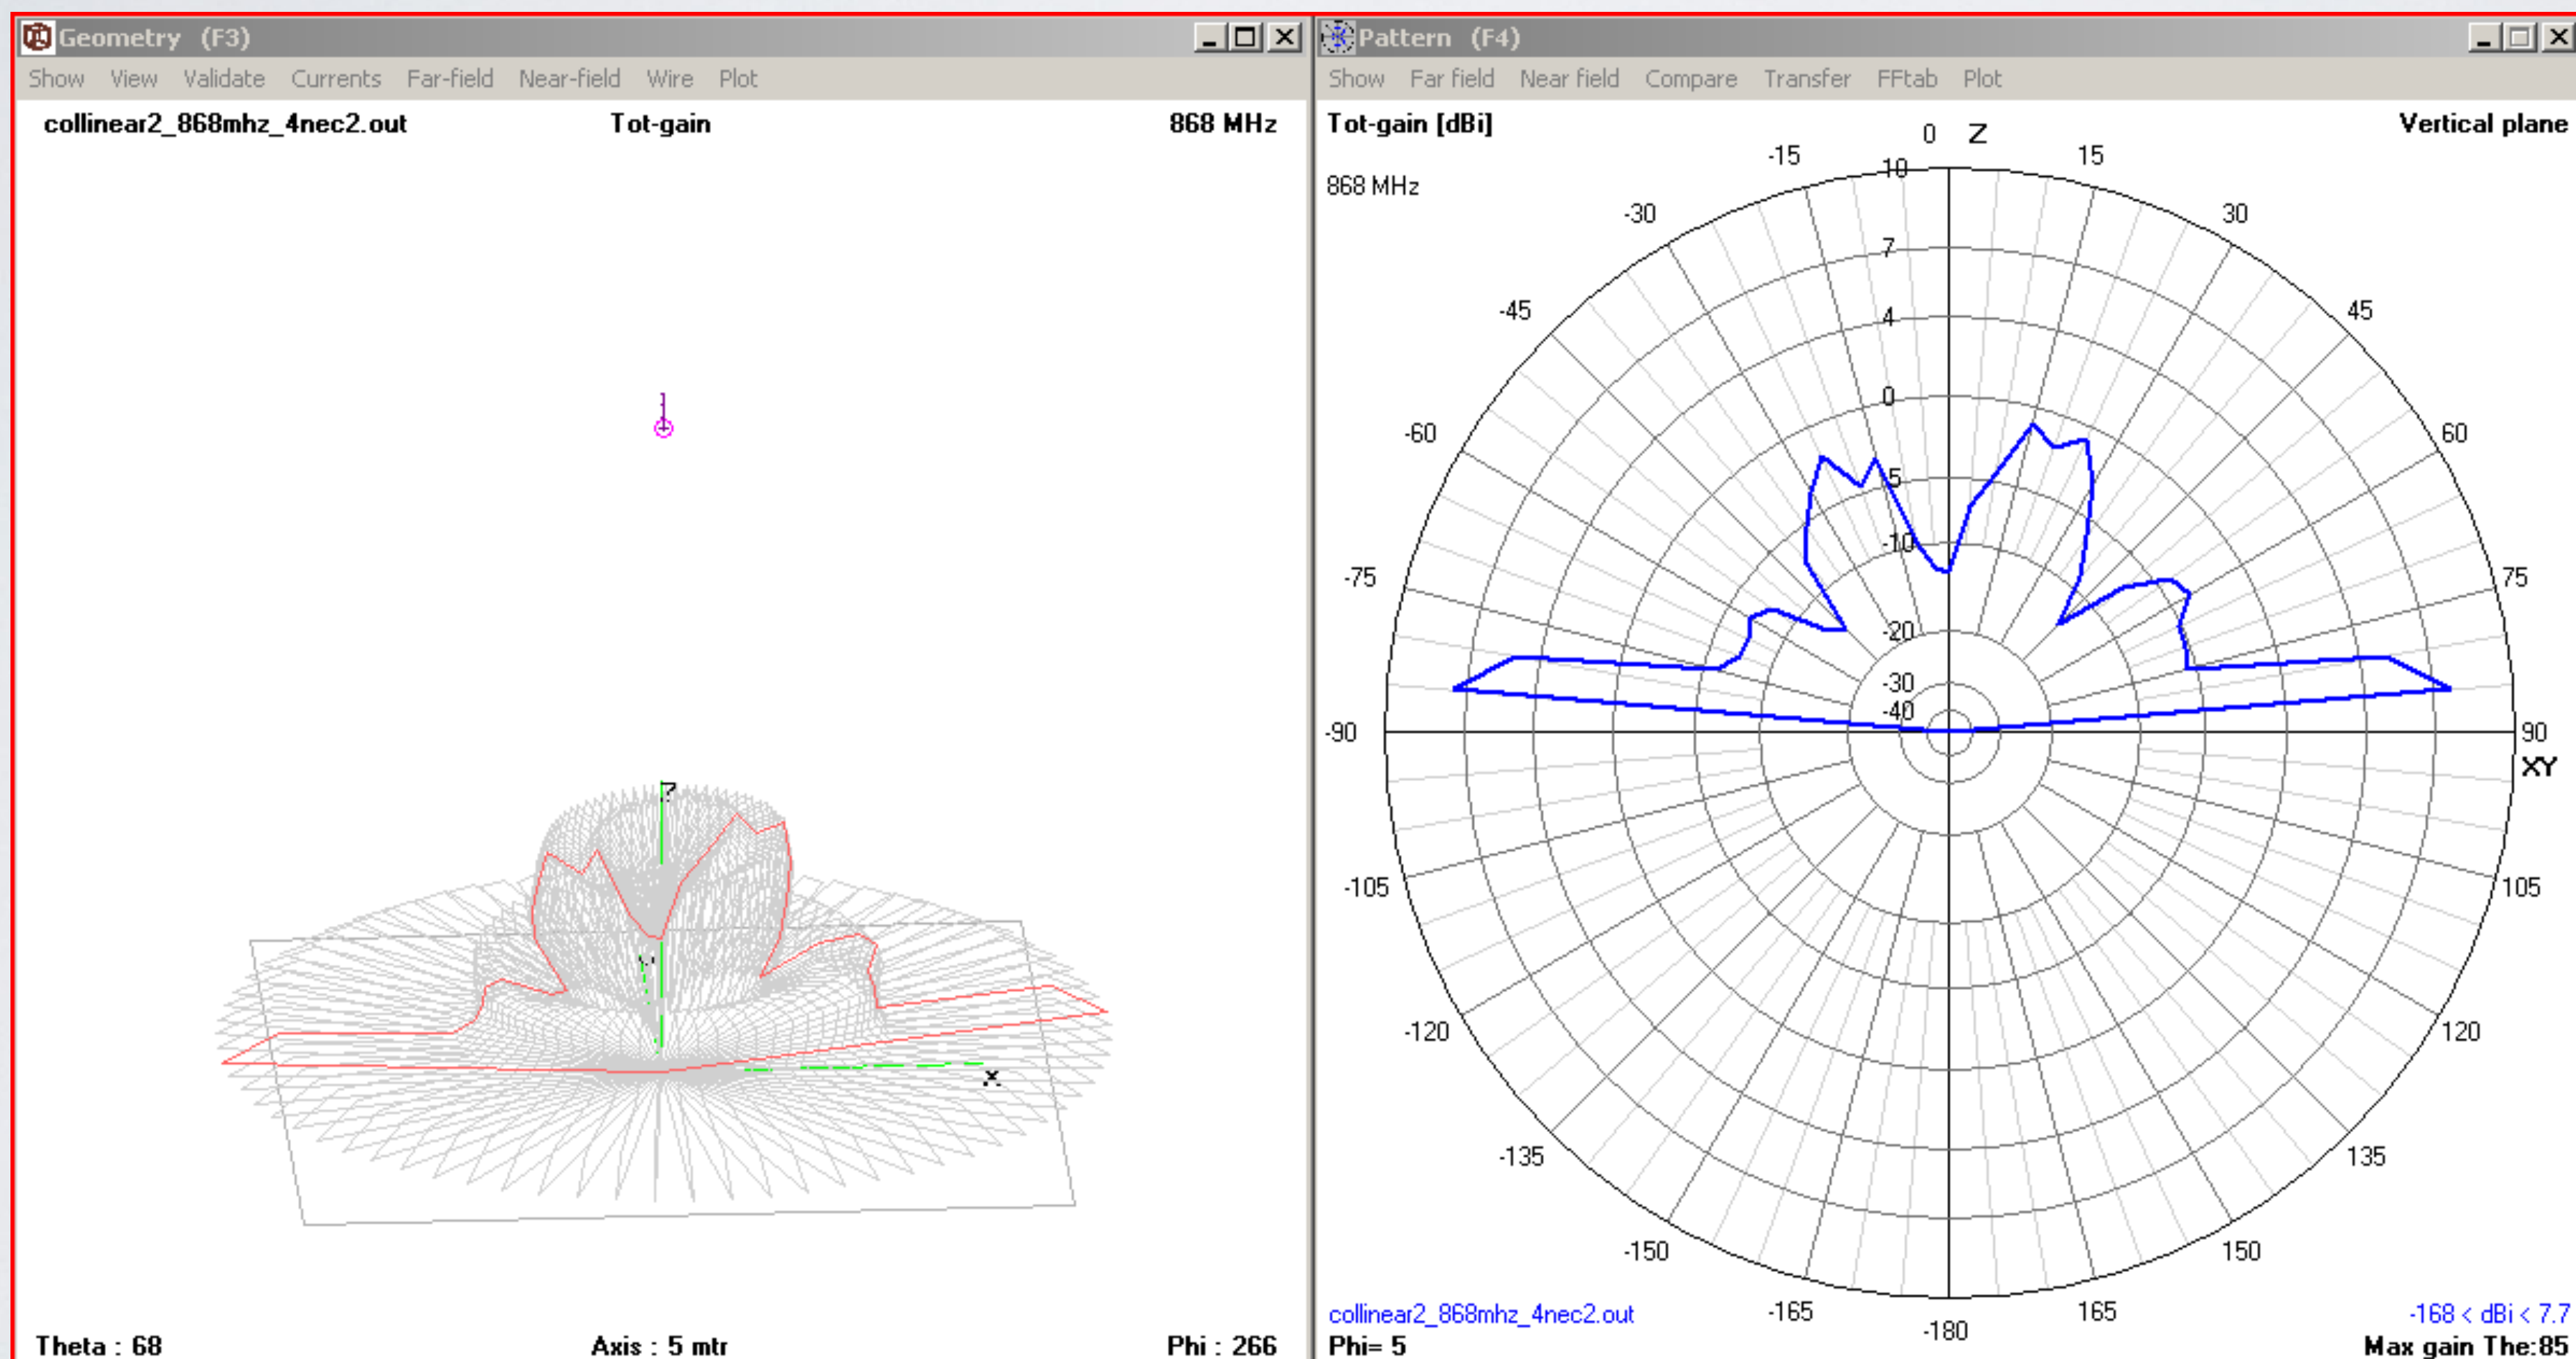 Geometry (F3)
Show View Validate Currents Far-field Near-field Wire Plot
collinear2_868mhz_4nec2.out Tot-gain 868 MHz
Z
X
Theta : 68 Axis : 5 mtr Phi : 266
Pattern (F4)
Show Far field Near field Compare Transfer FFtab Plot
Tot-gain [dBi] Vertical plane
868 MHz
0 Z
-15 15
10
-30 30
7
-45 45
4
0
-60 60
-5
-10
-75 75
-20
-30
-40
-90 90
XY
-105 105
-120 120
-135 135
-150 150
-165 165
-180
collinear2_868mhz_4nec2.out -168 < dBi < 7.7
Phi= 5 Max gain The:85